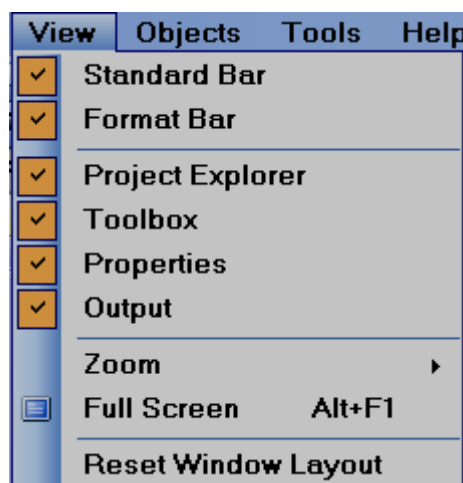 View Objects Tools Help
Standard Bar
Format Bar
Project Explorer
Toolbox
Properties
Output
Zoom
Full Screen Alt+F1
Reset Window Layout